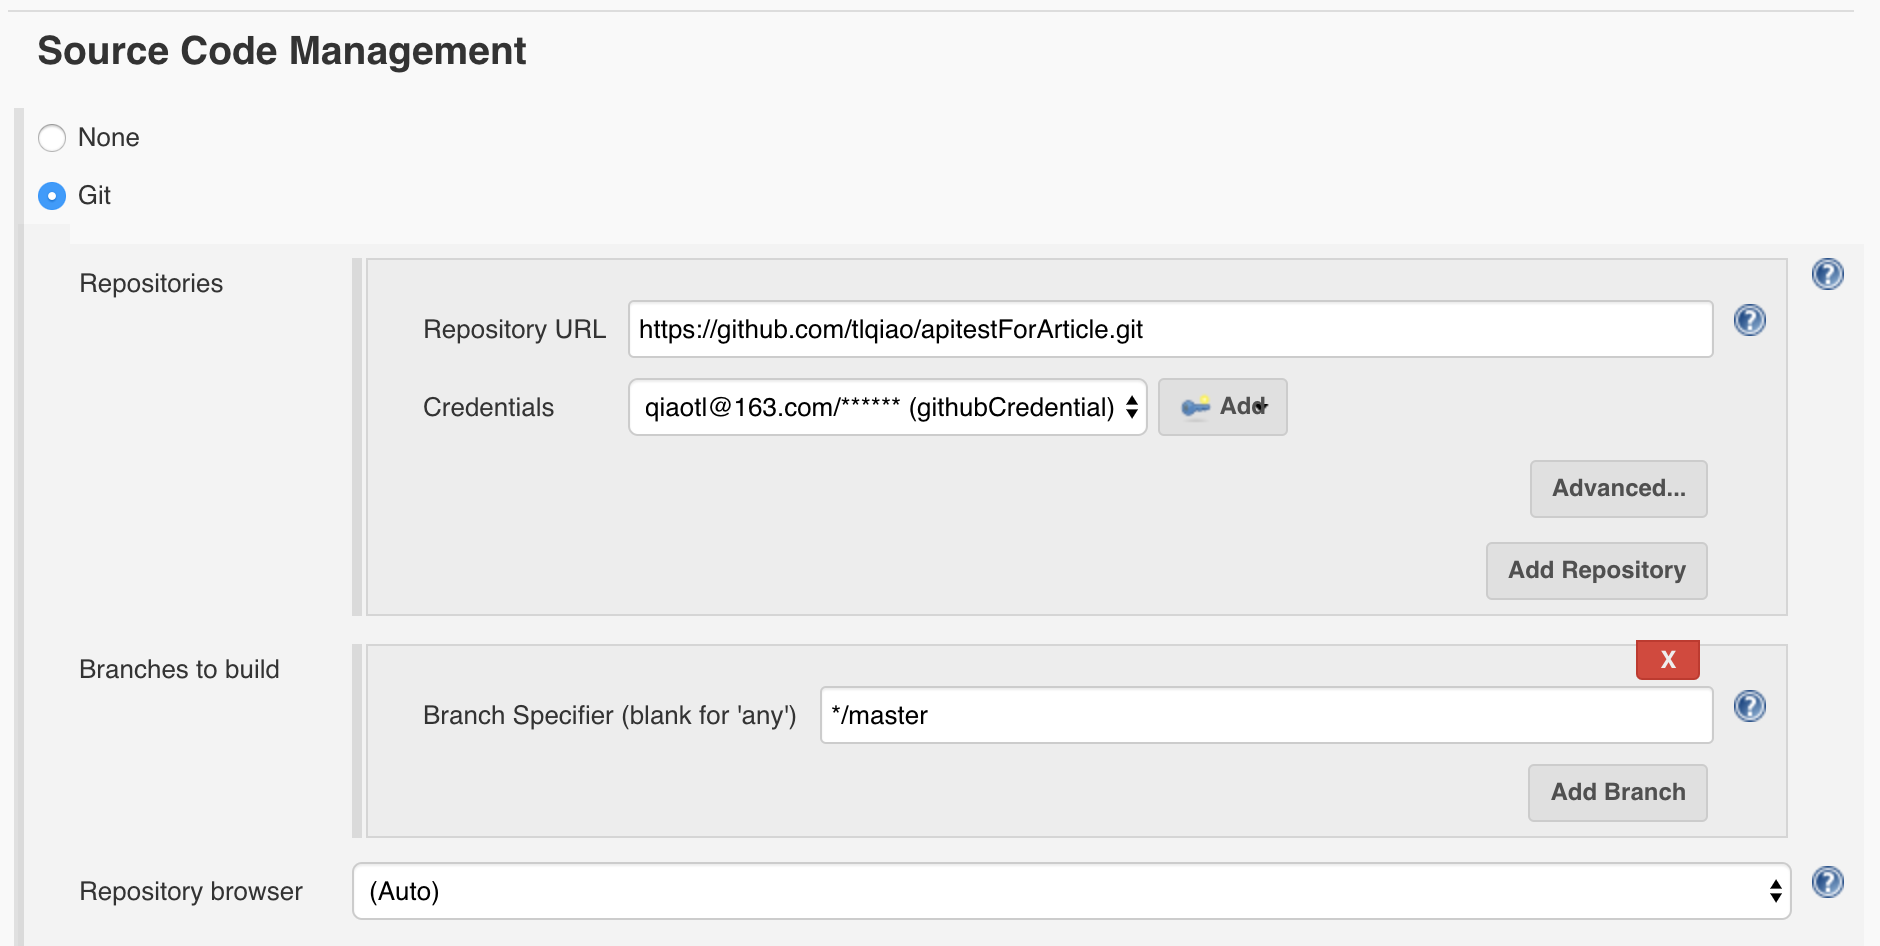 Source Code Management
None
Git
Repositories
Repository URL https://github.com/tlqiao/apitestForArticle.git
Credentials qiaotl@163.com/****** (githubCredential) Add
Advanced...
Add Repository
X
Branches to build
Branch Specifier (blank for 'any') */master
Add Branch
Repository browser (Auto)